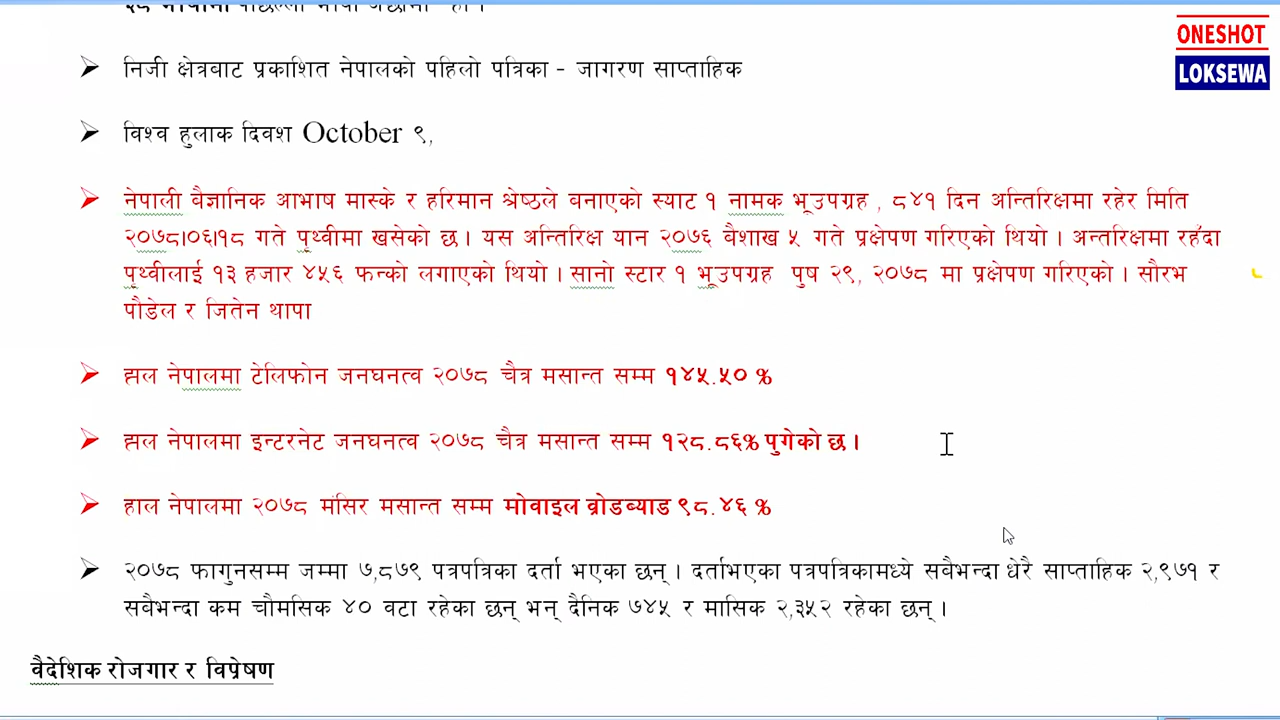 ONESHOT
LOKSEWA
निजी क्षेत्रबाट प्रकाशित नेपालको पहिलो पत्रिका – जागरण साप्ताहिक
विश्व हुलाक दिवश October ९,
नेपाली वैज्ञानिक आभाष मास्के र हरिमान श्रेष्ठले बनाएको स्याट १ नामक भूउपग्रह , ८४१ दिन अन्तिरिक्षमा रहेर मिति
२०७८।०६।१८ गते पृथ्वीमा खसेको छ । यस अन्तिरिक्ष यान २०७६ वैशाख ५ गते प्रक्षेपण गरिएको थियो । अन्तरिक्षमा रहँदा
पृथ्वीलाई १३ हजार ४५६ फन्को लगाएको थियो । सानो स्टार १ भूउपग्रह पुष २९, २०७८ मा प्रक्षेपण गरिएको । सौरभ
पौडेल र जितेन थापा
नेपालमा टेलिफोन जनघनत्व २०७८ चैत्र मसान्त सम्म १४५.५० %
नेपालमा इन्टरनेट जनघनत्व २०७८ चैत्र मसान्त सम्म १२८.८६% पुगेको छ ।
हाल नेपालमा २०७८ मंसिर मसान्त सम्म मोवाइल ब्रोडब्याड ९८.४६ %
२०७८ फागुनसम्म जम्मा ७,८७९ पत्रपत्रिका दर्ता भएका छन् । दर्ताभएका पत्रपत्रिकामध्ये सबैभन्दा धेरै साप्ताहिक २,९७१ र
सबैभन्दा कम चौमसिक ४० वटा रहेका छन् भन् दैनिक ७४५ र मासिक २,३५२ रहेका छन् ।
वैदेशिक रोजगार र विप्रेषण